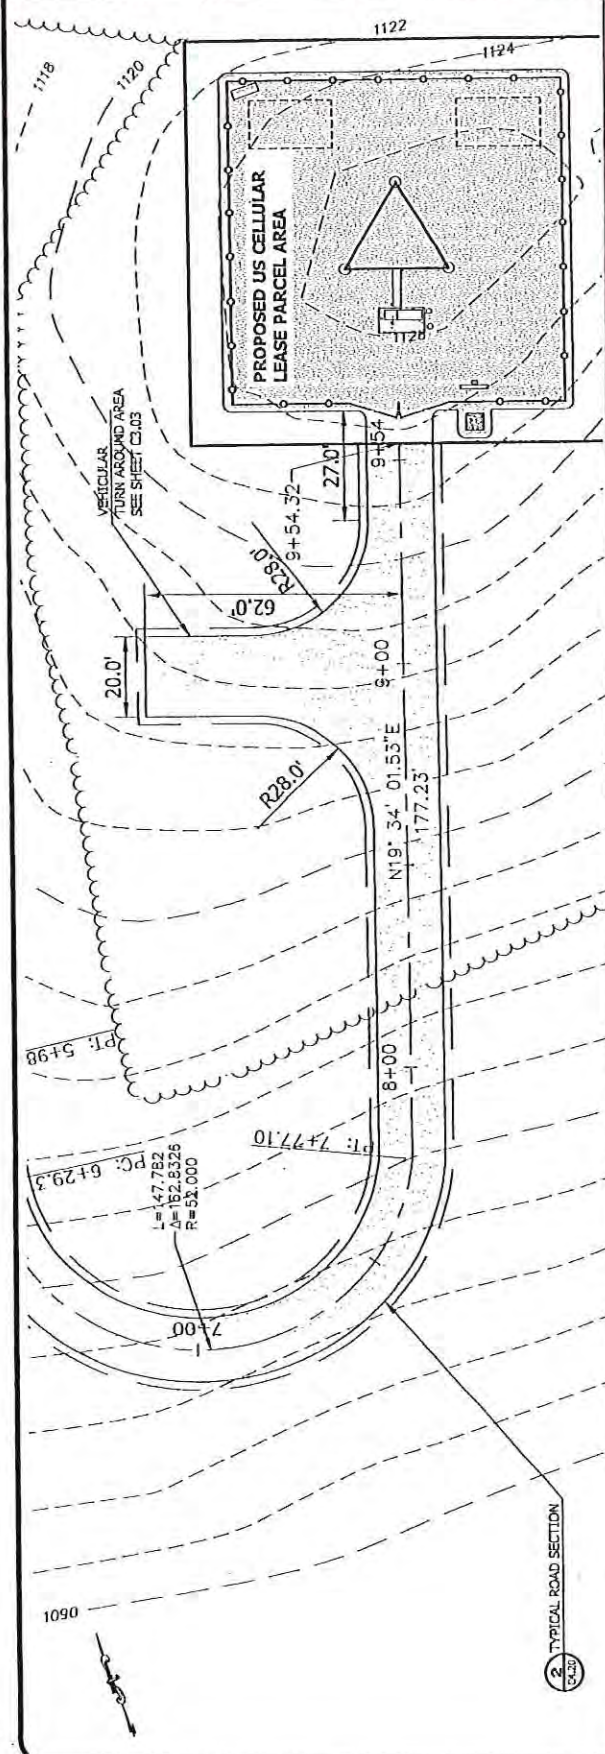 1118
1120
1122
1124
PROPOSED US CELLULAR
LEASE PARCEL AREA
1126
VEHICULAR
TURN AROUND AREA
SEE SHEET C3.03
9+54.32
27.0'
9+54
R28.0'
62.0'
20.0'
9+00
R28.0'
N19° 34' 01.53"E
177.23'
PT: 5+98
8+00
PC: 6+29.3
L=147.782
Δ=162.8326
R=52.000
PT: 7+77.10
7+00
1090
2
C4.20
TYPICAL ROAD SECTION